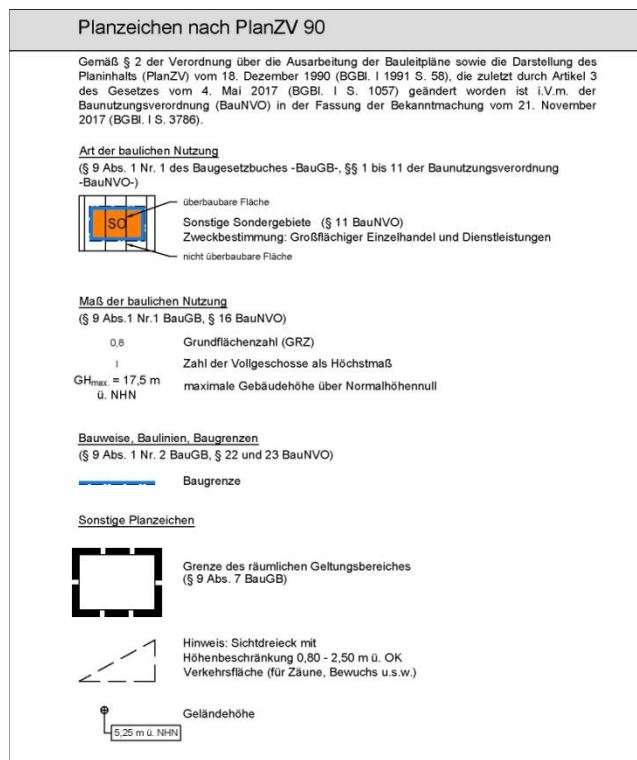 Planzeichen nach PlanZV 90
Gemäß § 2 der Verordnung über die Ausarbeitung der Bauleitpläne sowie die Darstellung des
Planinhalts (PlanZV) vom 18. Dezember 1990 (BGBl. I 1991 S. 58), die zuletzt durch Artikel 3
des Gesetzes vom 4. Mai 2017 (BGBl. I S. 1057) geändert worden ist i.V.m. der
Baunutzungsverordnung (BauNVO) in der Fassung der Bekanntmachung vom 21. November
2017 (BGBl. I S. 3786).
Art der baulichen Nutzung
(§ 9 Abs. 1 Nr. 1 des Baugesetzbuches -BauGB-, §§ 1 bis 11 der Baunutzungsverordnung
-BauNVO-)
überbaubare Fläche
SO
Sonstige Sondergebiete (§ 11 BauNVO)
Zweckbestimmung: Großflächiger Einzelhandel und Dienstleistungen
nicht überbaubare Fläche
Maß der baulichen Nutzung
(§ 9 Abs.1 Nr.1 BauGB, § 16 BauNVO)
0,8 Grundflächenzahl (GRZ)
I Zahl der Vollgeschosse als Höchstmaß
GHmax. = 17,5 m
ü. NHN
maximale Gebäudehöhe über Normalhöhennull
Bauweise, Baulinien, Baugrenzen
(§ 9 Abs. 1 Nr. 2 BauGB, § 22 und 23 BauNVO)
Baugrenze
Sonstige Planzeichen
Grenze des räumlichen Geltungsbereiches
(§ 9 Abs. 7 BauGB)
Hinweis: Sichtdreieck mit
Höhenbeschränkung 0,80 - 2,50 m ü. OK
Verkehrsfläche (für Zäune, Bewuchs u.s.w.)
Geländehöhe
5,25 m ü. NHN